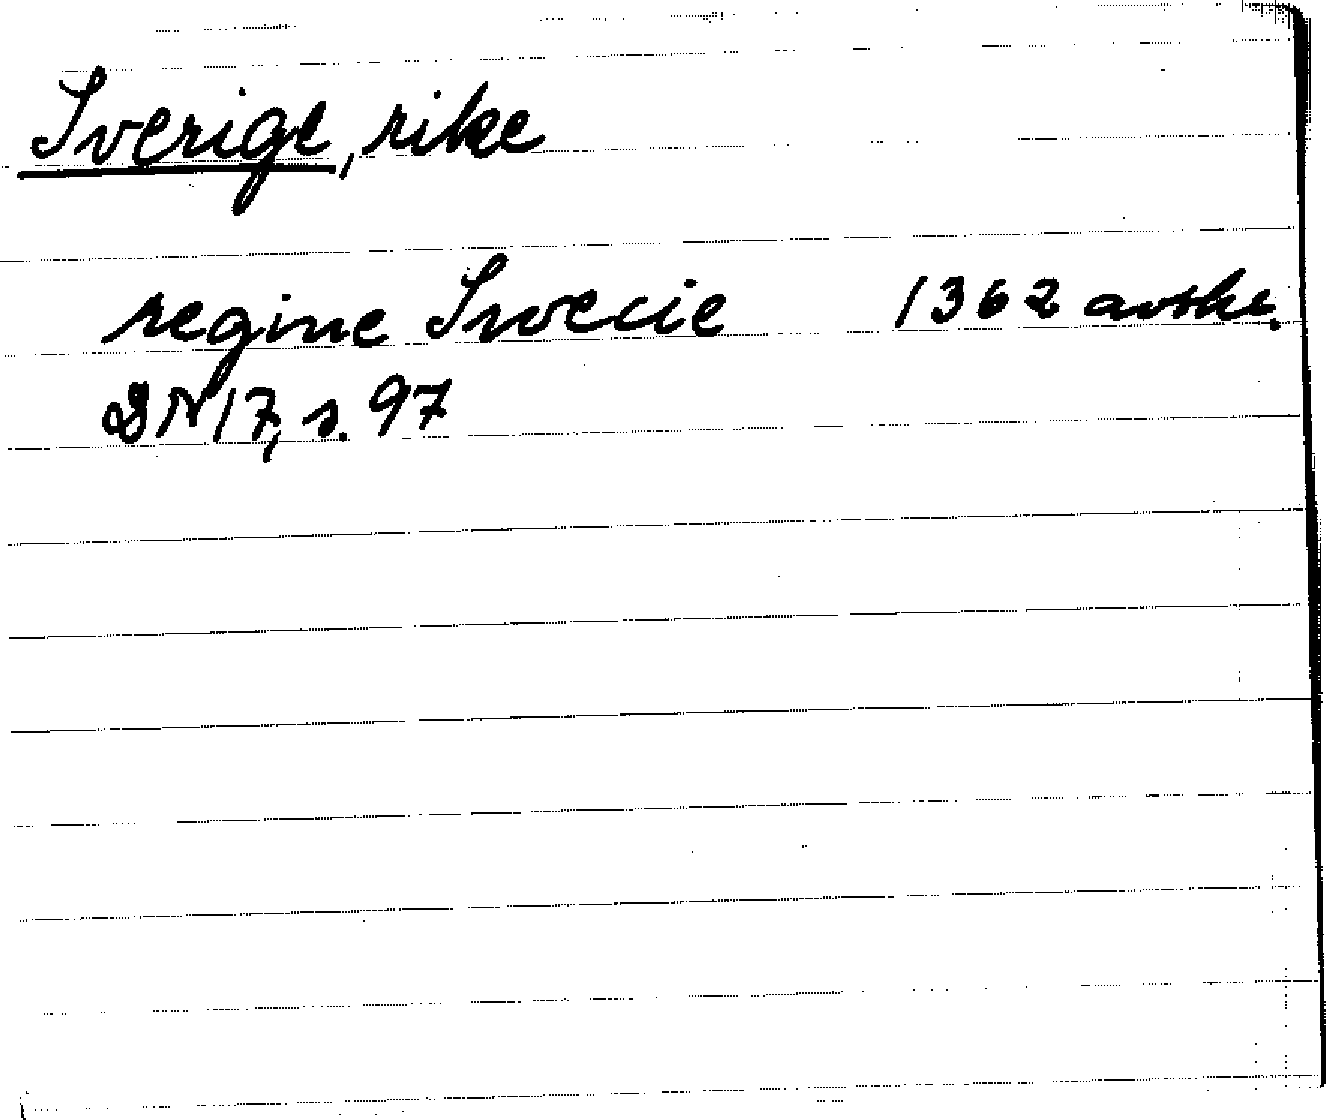 Sverige, rike
regine Swecie 1362 avskr.
DN 17, s. 97